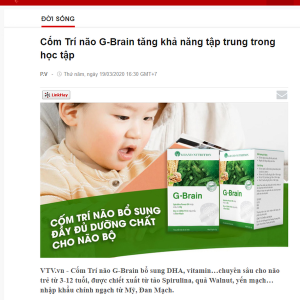 ĐỜI SỐNG
Cốm Trí não G-Brain tăng khả năng tập trung trong
học tập
P.V
Thứ năm, ngày 19/03/2020 16:30 GMT+7
LinkHay
G-Brain
G-Brain
CỐM TRÍ NÃO BỔ SUNG
ĐẦY ĐỦ DƯỠNG CHẤT
CHO NÃO BỘ
VTV.vn - Cốm Trí não G-Brain bổ sung DHA, vitamin…chuyên sâu cho não
trẻ từ 3-12 tuổi, được chiết xuất từ tảo Spirulina, quả Walnut, yến mạch…
nhập khẩu chính ngạch từ Mỹ, Đan Mạch.